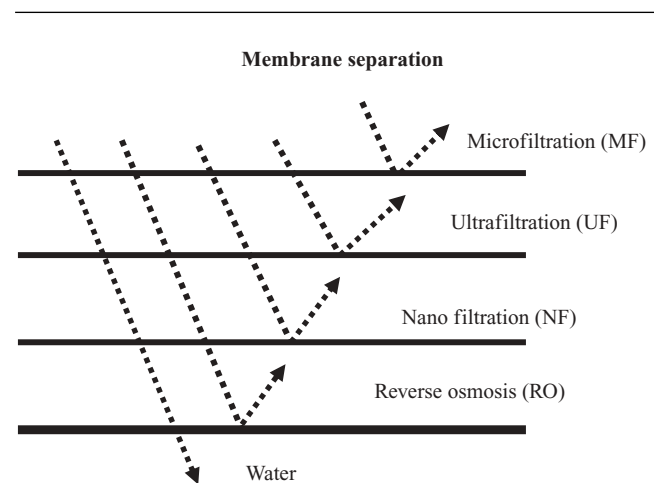 Membrane separation
Microfiltration (MF)
Ultrafiltration (UF)
Nano filtration (NF)
Reverse osmosis (RO)
Water